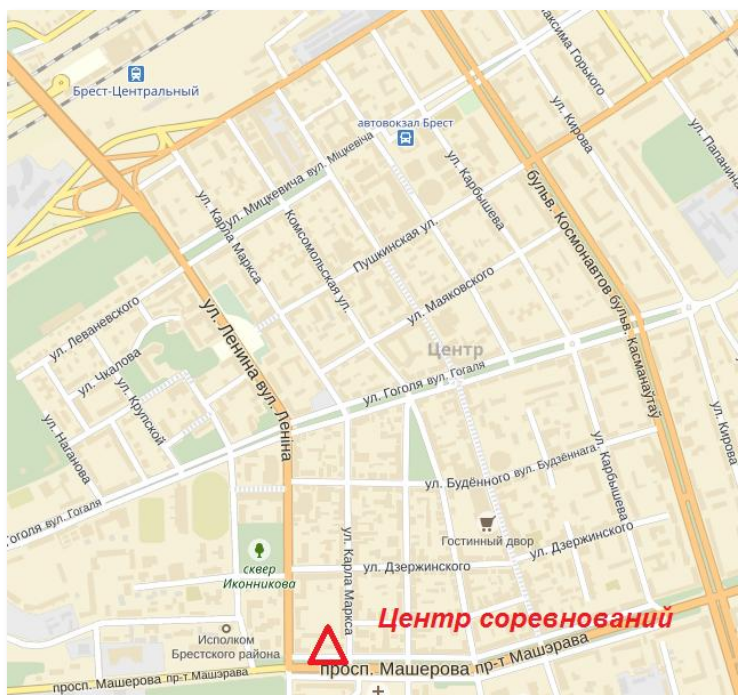 Брест-Центральный
автовокзал Брест
Максима Горького
ул. Кирова
ул. Папанина
ул. Карбышева
бульв. Космонавтов бульв. Касманаўтаў
ул. Мицкевича вул. Міцкевіча
ул. Карла Маркса
Комсомольская ул.
Пушкинская ул.
ул. Маяковского
ул. Леваневского
ул. Чкалова
ул. Крупской
ул. Наганова
ул. Ленина вул. Леніна
Центр
ул. Гоголя вул. Гогаля
ул. Кирова
ул. Карбышева
ул. Будённого вул. Будзённага
Гоголя вул. Гогаля
Гостинный двор
ул. Дзержинского
ул. Дзержинского
ул. Карла Маркса
сквер
Иконникова
Исполком
Брестского района
Центр соревнований
просп. Машерова пр-т Машэрава
просп. Машерова пр-т Машэрава